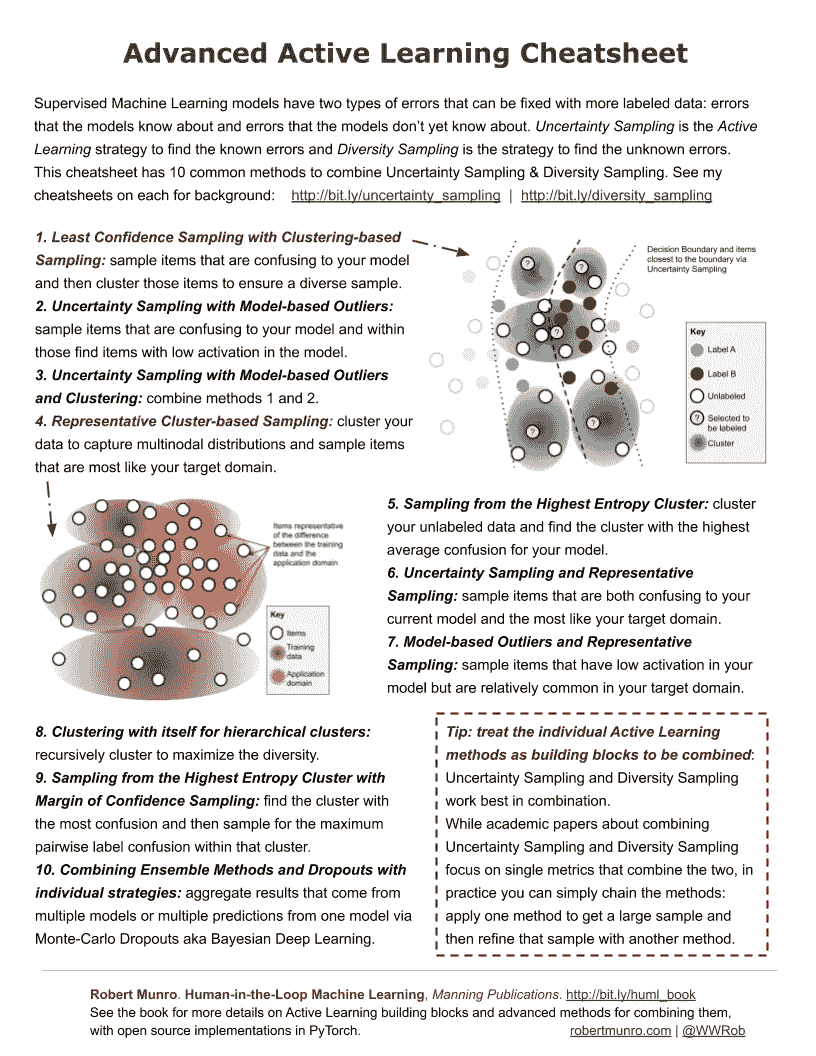 Advanced Active Learning Cheatsheet
Supervised Machine Learning models have two types of errors that can be fixed with more labeled data: errors
that the models know about and errors that the models don't yet know about. Uncertainty Sampling is the Active
Learning strategy to find the known errors and Diversity Sampling is the strategy to find the unknown errors.
This cheatsheet has 10 common methods to combine Uncertainty Sampling & Diversity Sampling. See my
cheatsheets on each for background: http://bit.ly/uncertainty_sampling | http://bit.ly/diversity_sampling
1. Least Confidence Sampling with Clustering-based
Sampling: sample items that are confusing to your model
and then cluster those items to ensure a diverse sample.
2. Uncertainty Sampling with Model-based Outliers:
sample items that are confusing to your model and within
those find items with low activation in the model.
3. Uncertainty Sampling with Model-based Outliers
and Clustering: combine methods 1 and 2.
4. Representative Cluster-based Sampling: cluster your
data to capture multinodal distributions and sample items
that are most like your target domain.
Decision Boundary and items
closest to the boundary via
Uncertainty Sampling
Key
Label A
Label B
Unlabeled
? Selected to
be labeled
Cluster
?
?
?
?
?
Items representative
of the difference
between the training
data and the
application domain
Key
Items
Training
data
Application
domain
5. Sampling from the Highest Entropy Cluster: cluster
your unlabeled data and find the cluster with the highest
average confusion for your model.
6. Uncertainty Sampling and Representative
Sampling: sample items that are both confusing to your
current model and the most like your target domain.
7. Model-based Outliers and Representative
Sampling: sample items that have low activation in your
model but are relatively common in your target domain.
8. Clustering with itself for hierarchical clusters:
recursively cluster to maximize the diversity.
9. Sampling from the Highest Entropy Cluster with
Margin of Confidence Sampling: find the cluster with
the most confusion and then sample for the maximum
pairwise label confusion within that cluster.
10. Combining Ensemble Methods and Dropouts with
individual strategies: aggregate results that come from
multiple models or multiple predictions from one model via
Monte-Carlo Dropouts aka Bayesian Deep Learning.
Tip: treat the individual Active Learning
methods as building blocks to be combined:
Uncertainty Sampling and Diversity Sampling
work best in combination.
While academic papers about combining
Uncertainty Sampling and Diversity Sampling
focus on single metrics that combine the two, in
practice you can simply chain the methods:
apply one method to get a large sample and
then refine that sample with another method.
Robert Munro. Human-in-the-Loop Machine Learning, Manning Publications. http://bit.ly/huml_book
See the book for more details on Active Learning building blocks and advanced methods for combining them,
with open source implementations in PyTorch. robertmunro.com | @WWRob